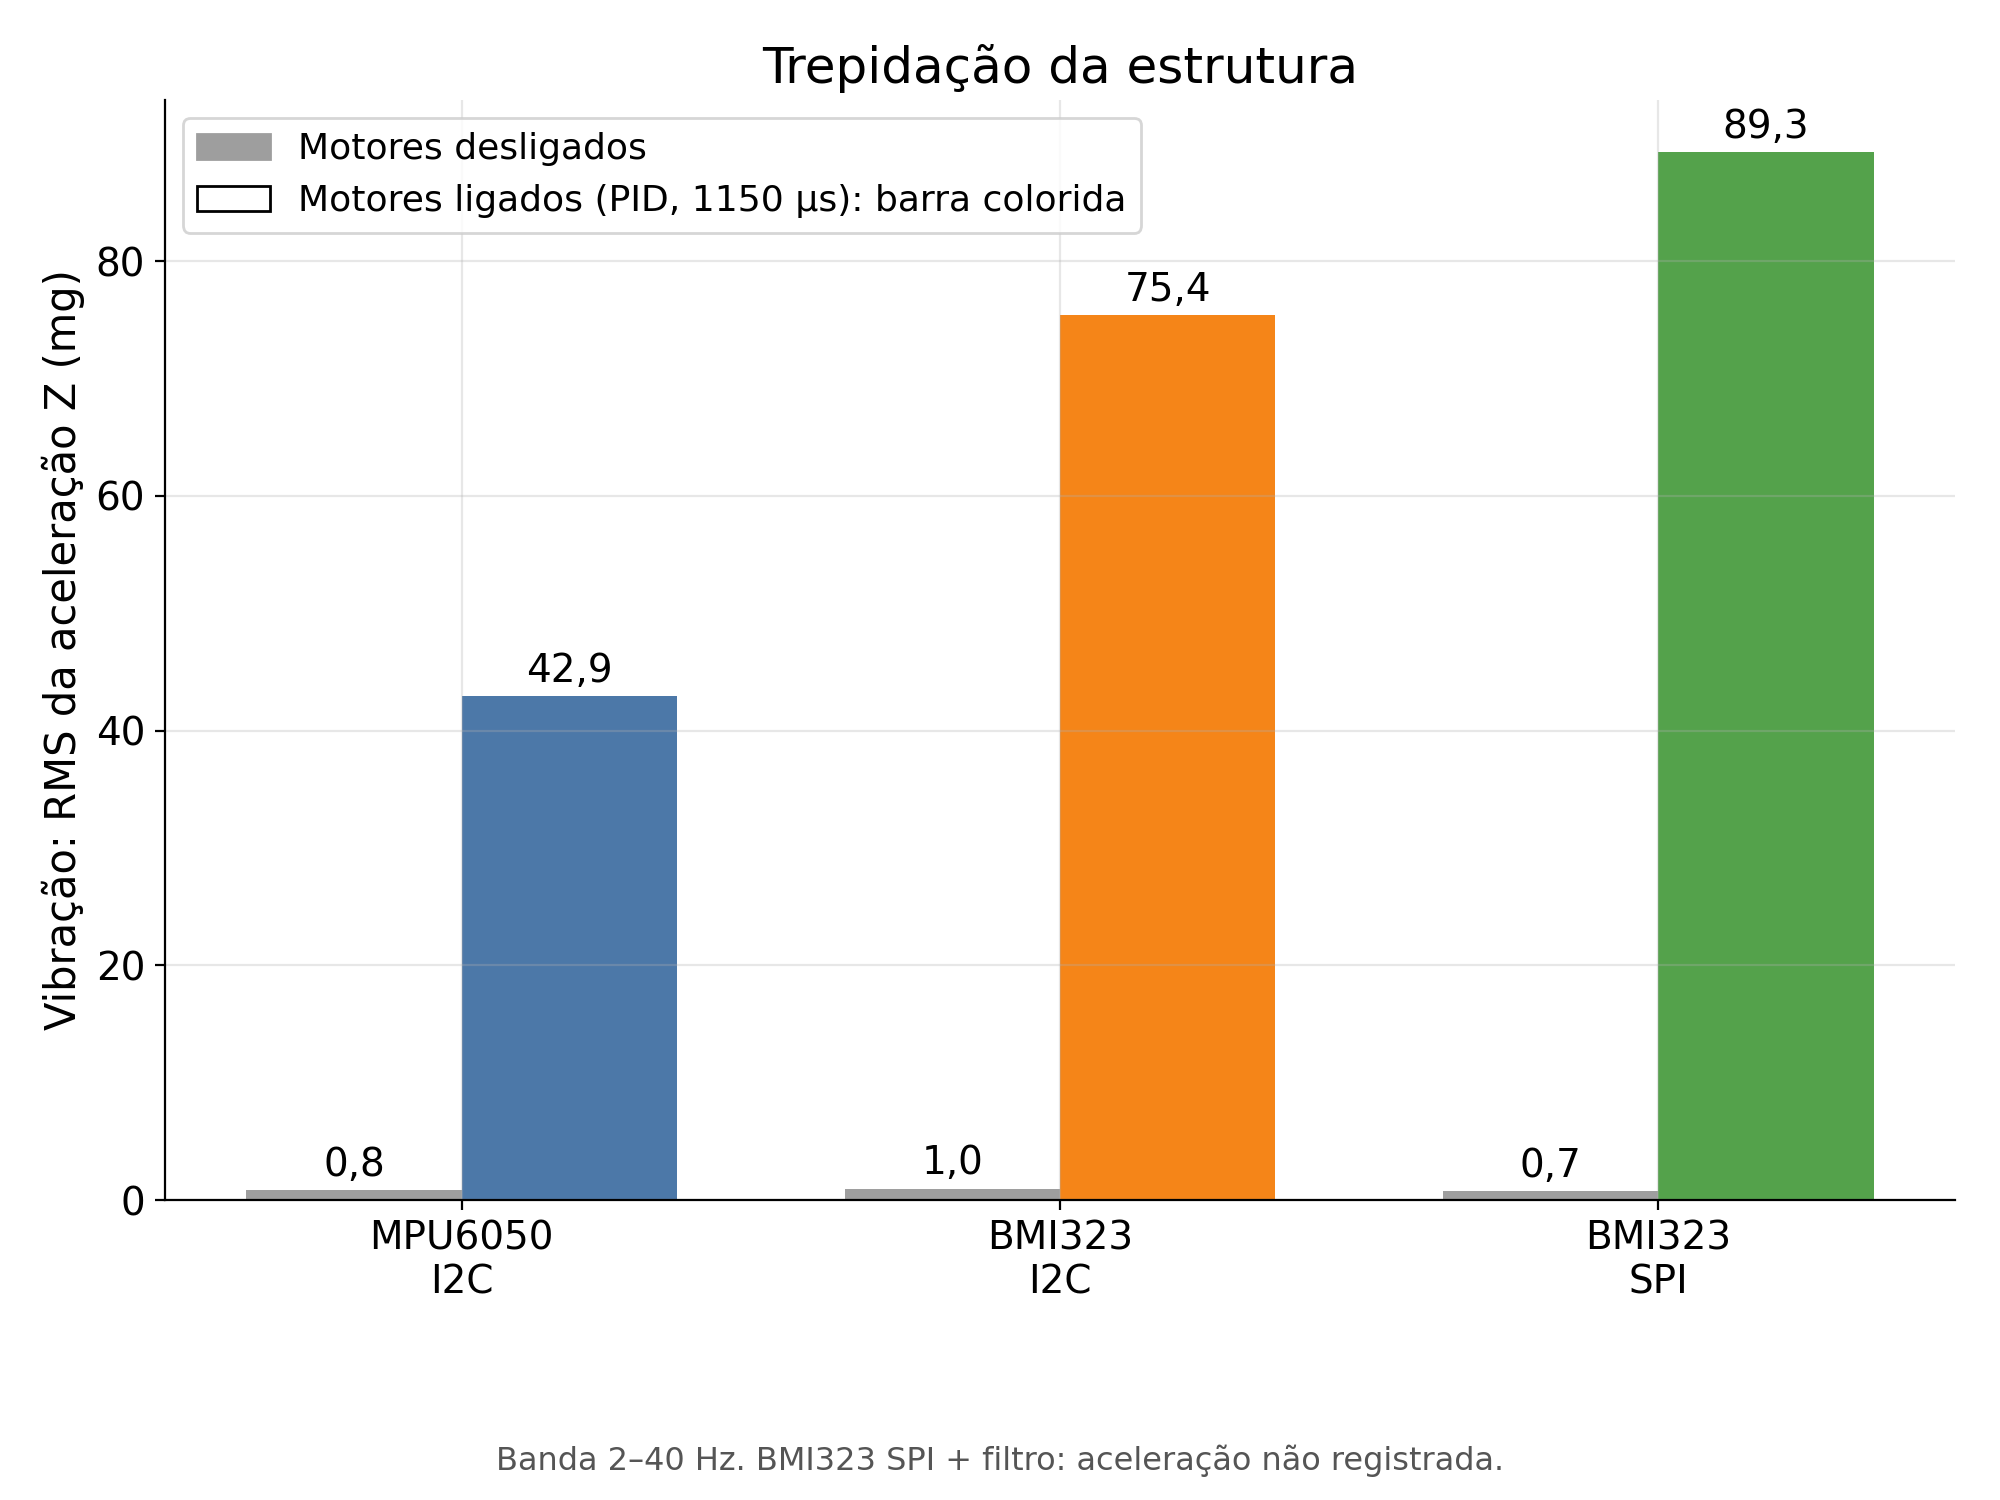 Trepidação da estrutura
Motores desligados
Motores ligados (PID, 1150 µs): barra colorida
Vibração: RMS da aceleração Z (mg)
80
60
40
20
0
0,8
42,9
1,0
75,4
0,7
89,3
MPU6050
I2C
BMI323
I2C
BMI323
SPI
Banda 2–40 Hz. BMI323 SPI + filtro: aceleração não registrada.